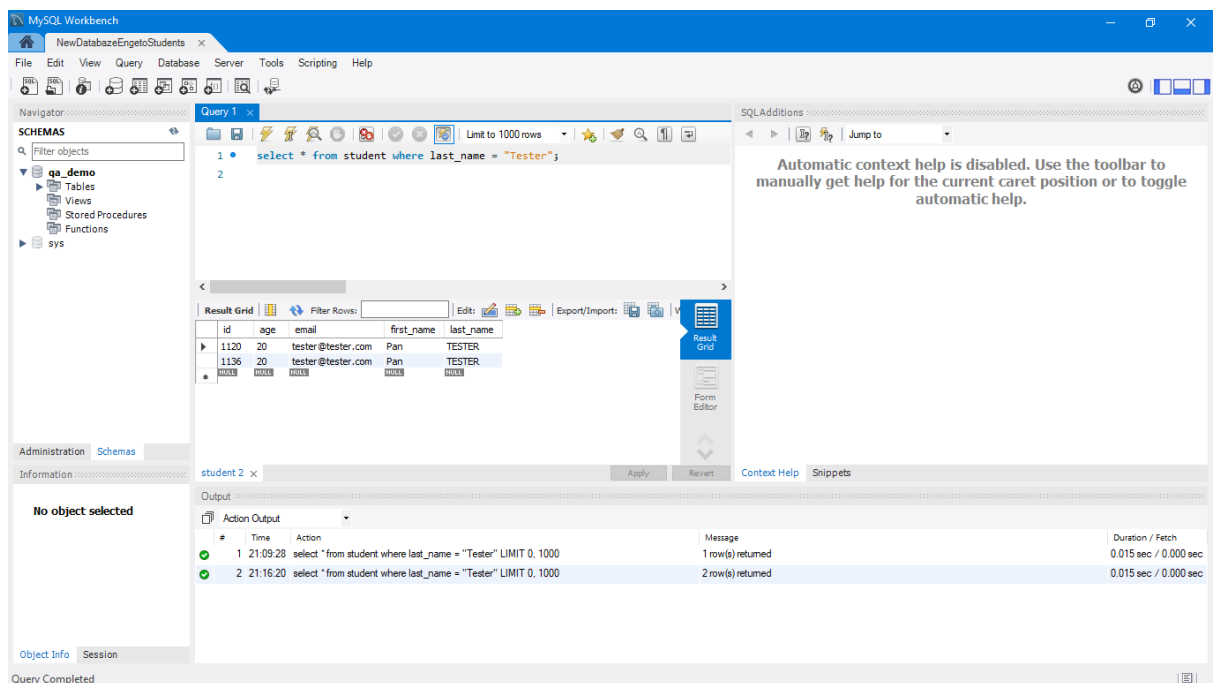 MySQL Workbench
NewDatabazeEngetoStudents
File Edit View Query Database Server Tools Scripting Help
Navigator
SCHEMAS
Filter objects
qa_demo
Tables
Views
Stored Procedures
Functions
sys
Administration Schemas
Information
No object selected
Object Info Session
Query 1
Limit to 1000 rows
1 select * from student where last_name = "Tester";
2
Result Grid Filter Rows: Edit: Export/Import:
id age email first_name last_name
1120 20 tester@tester.com Pan TESTER
1136 20 tester@tester.com Pan TESTER
NULL NULL NULL NULL NULL
Result
Grid
Form
Editor
student 2 Apply Revert
SQLAdditions
Jump to
Automatic context help is disabled. Use the toolbar to
manually get help for the current caret position or to toggle
automatic help.
Context Help Snippets
Output
Action Output
# Time Action Message Duration / Fetch
1 21:09:28 select * from student where last_name = "Tester" LIMIT 0, 1000 1 row(s) returned 0.015 sec / 0.000 sec
2 21:16:20 select * from student where last_name = "Tester" LIMIT 0, 1000 2 row(s) returned 0.015 sec / 0.000 sec
Query Completed